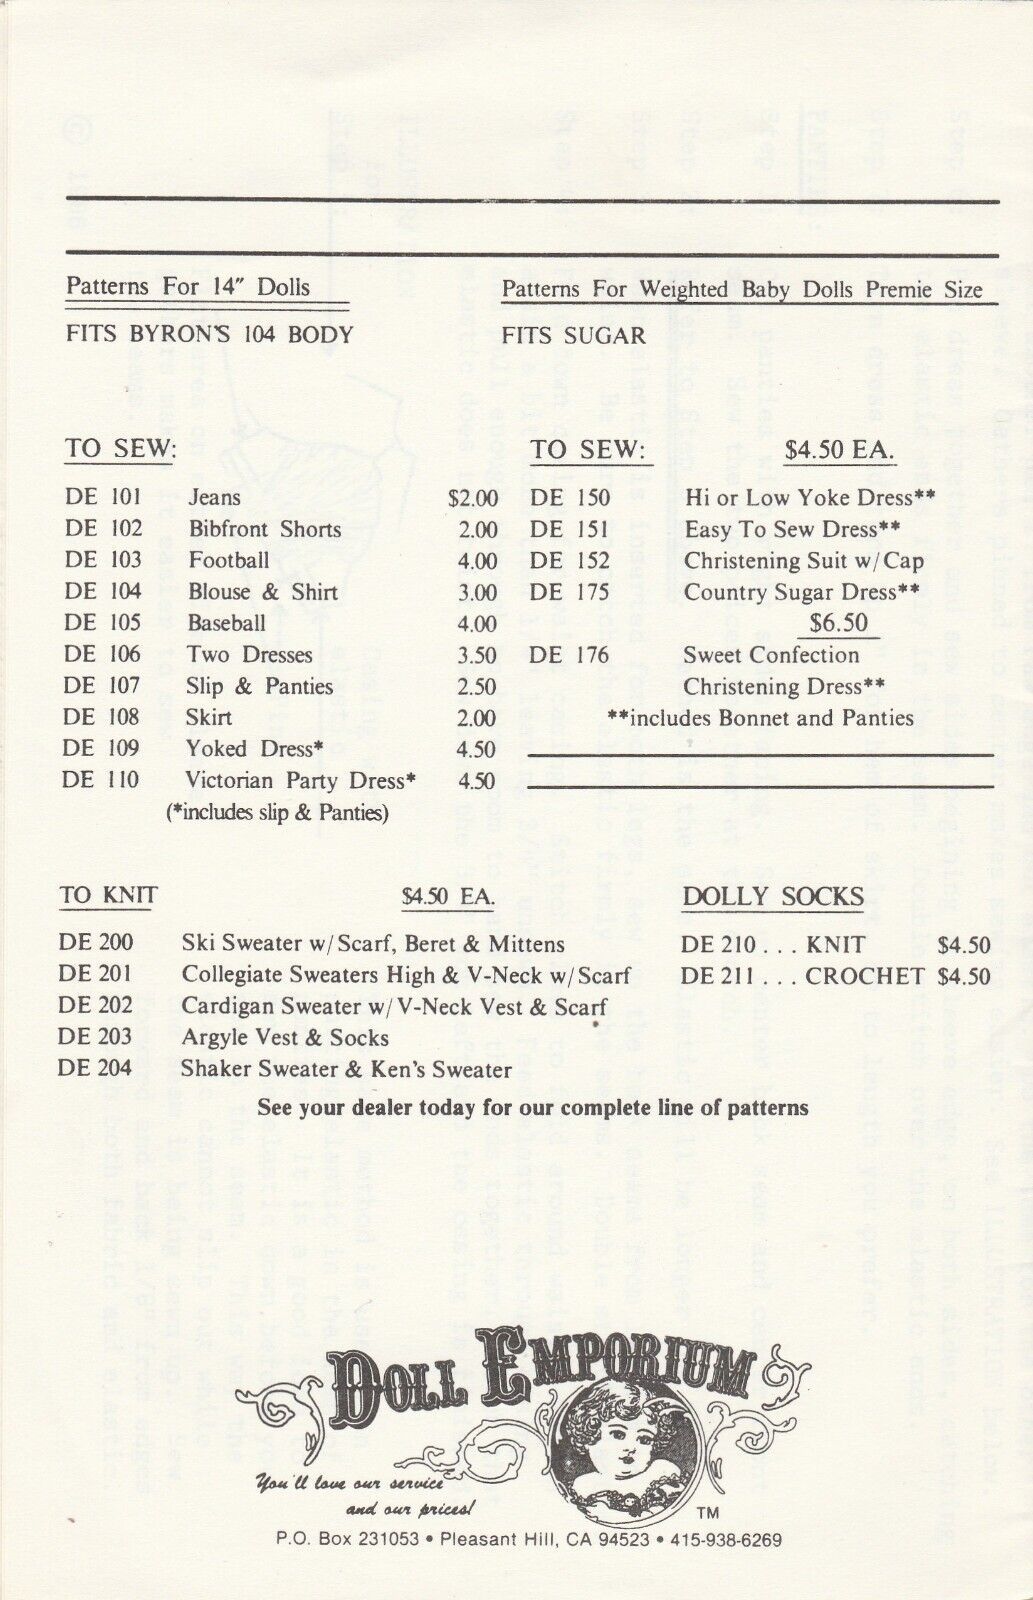 Patterns For 14" Dolls
FITS BYRON'S 104 BODY
TO SEW:
DE 101 Jeans $2.00
DE 102 Bibfront Shorts 2.00
DE 103 Football 4.00
DE 104 Blouse & Shirt 3.00
DE 105 Baseball 4.00
DE 106 Two Dresses 3.50
DE 107 Slip & Panties 2.50
DE 108 Skirt 2.00
DE 109 Yoked Dress* 4.50
DE 110 Victorian Party Dress* 4.50
(*includes slip & Panties)
Patterns For Weighted Baby Dolls Premie Size
FITS SUGAR
TO SEW: $4.50 EA.
DE 150 Hi or Low Yoke Dress**
DE 151 Easy To Sew Dress**
DE 152 Christening Suit w/Cap
DE 175 Country Sugar Dress**
$6.50
DE 176 Sweet Confection
Christening Dress**
**includes Bonnet and Panties
TO KNIT $4.50 EA.
DE 200 Ski Sweater w/Scarf, Beret & Mittens
DE 201 Collegiate Sweaters High & V-Neck w/Scarf
DE 202 Cardigan Sweater w/V-Neck Vest & Scarf
DE 203 Argyle Vest & Socks
DE 204 Shaker Sweater & Ken's Sweater
DOLLY SOCKS
DE 210 . . . KNIT $4.50
DE 211 . . . CROCHET $4.50
See your dealer today for our complete line of patterns
DOLL EMPORIUM
You'll love our service
and our prices!
TM
P.O. Box 231053 • Pleasant Hill, CA 94523 • 415-938-6269